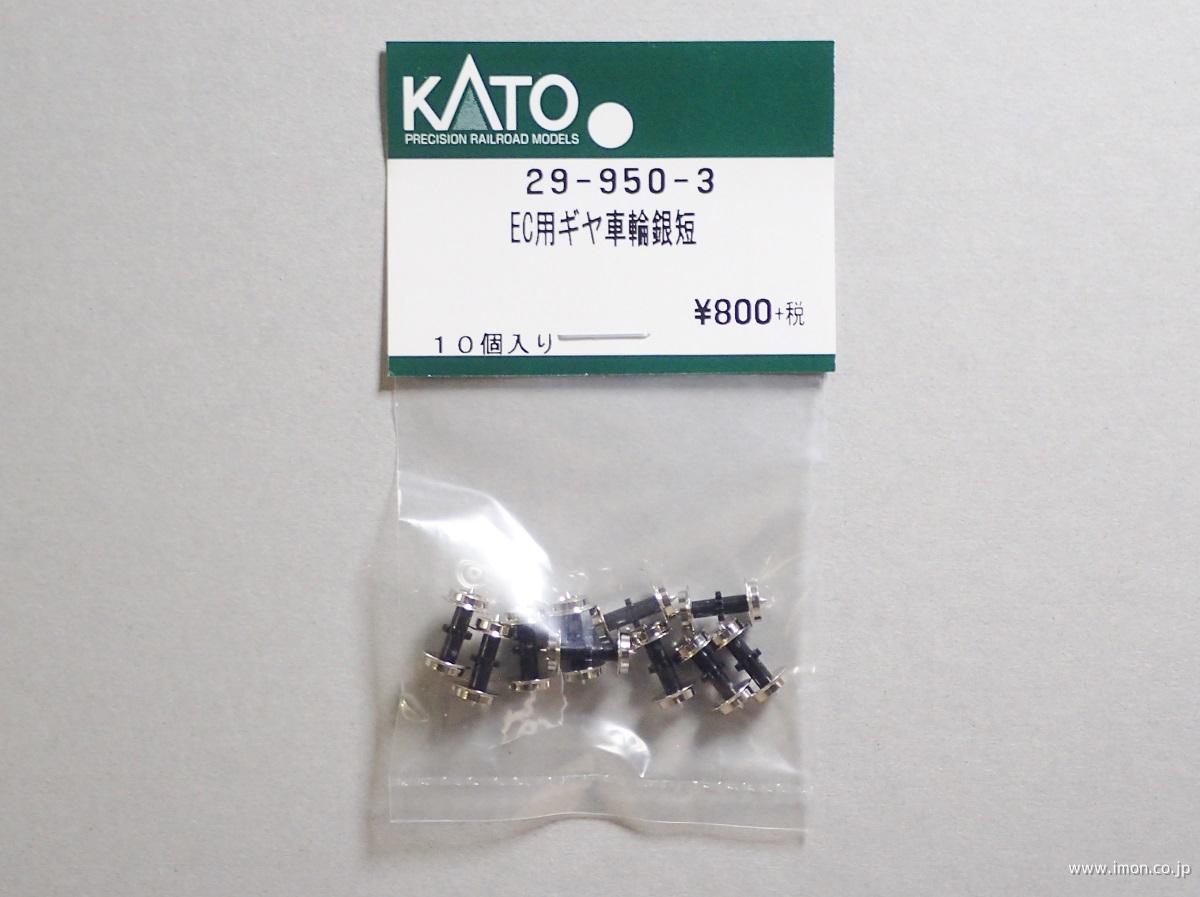 KATO
PRECISION RAILROAD MODELS
29-950-3
EC用ギヤ車輪銀短
¥800+税
10個入り
www.imon.co.jp